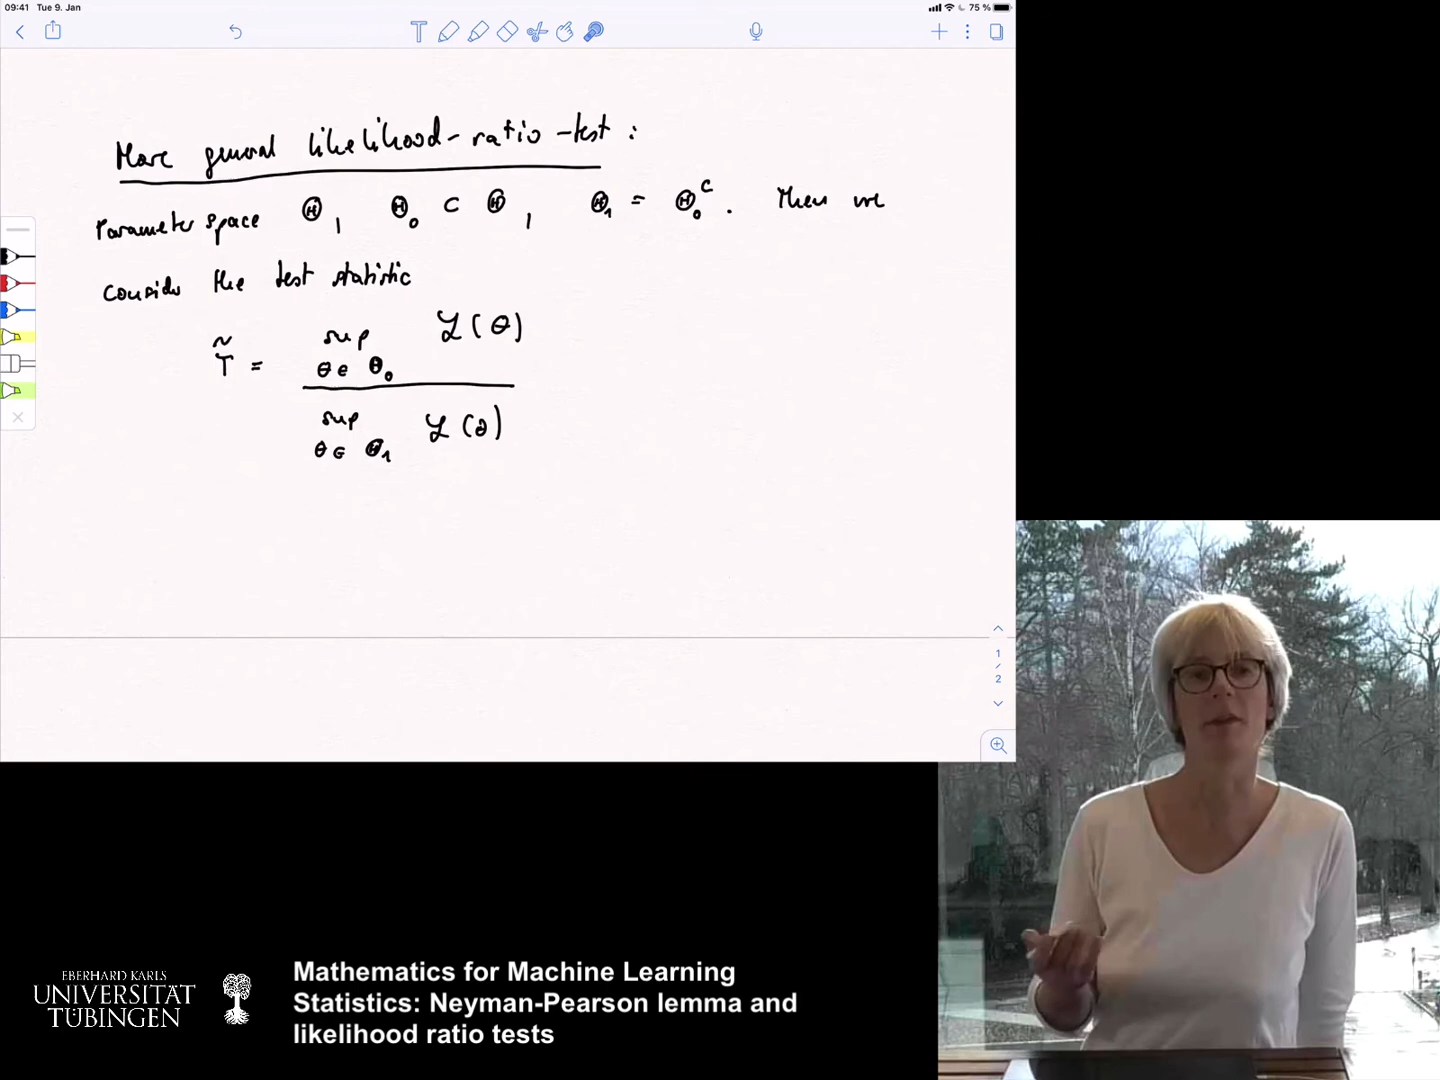 09:41 Tue 9. Jan 75 %
More general likelihood-ratio-test:
Parameter space Θ, Θ₀ ⊂ Θ, Θ₁ = Θ₀ᶜ. Then we
consider the test statistic
T̃ = sup θ∈Θ₀ ℒ(θ)
sup θ∈Θ₁ ℒ(θ)
1
/
2
EBERHARD KARLS
UNIVERSITÄT
TÜBINGEN
Mathematics for Machine Learning
Statistics: Neyman-Pearson lemma and
likelihood ratio tests